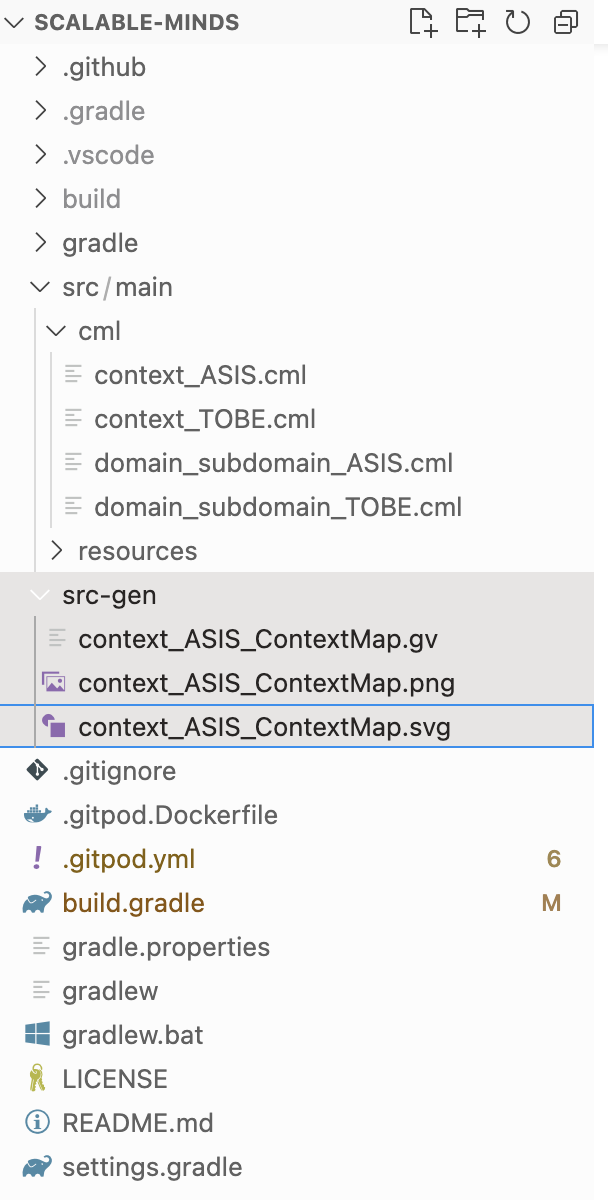 SCALABLE-MINDS
.github
.gradle
.vscode
build
gradle
src/main
cml
context_ASIS.cml
context_TOBE.cml
domain_subdomain_ASIS.cml
domain_subdomain_TOBE.cml
resources
src-gen
context_ASIS_ContextMap.gv
context_ASIS_ContextMap.png
context_ASIS_ContextMap.svg
.gitignore
.gitpod.Dockerfile
.gitpod.yml 6
build.gradle M
gradle.properties
gradlew
gradlew.bat
LICENSE
README.md
settings.gradle